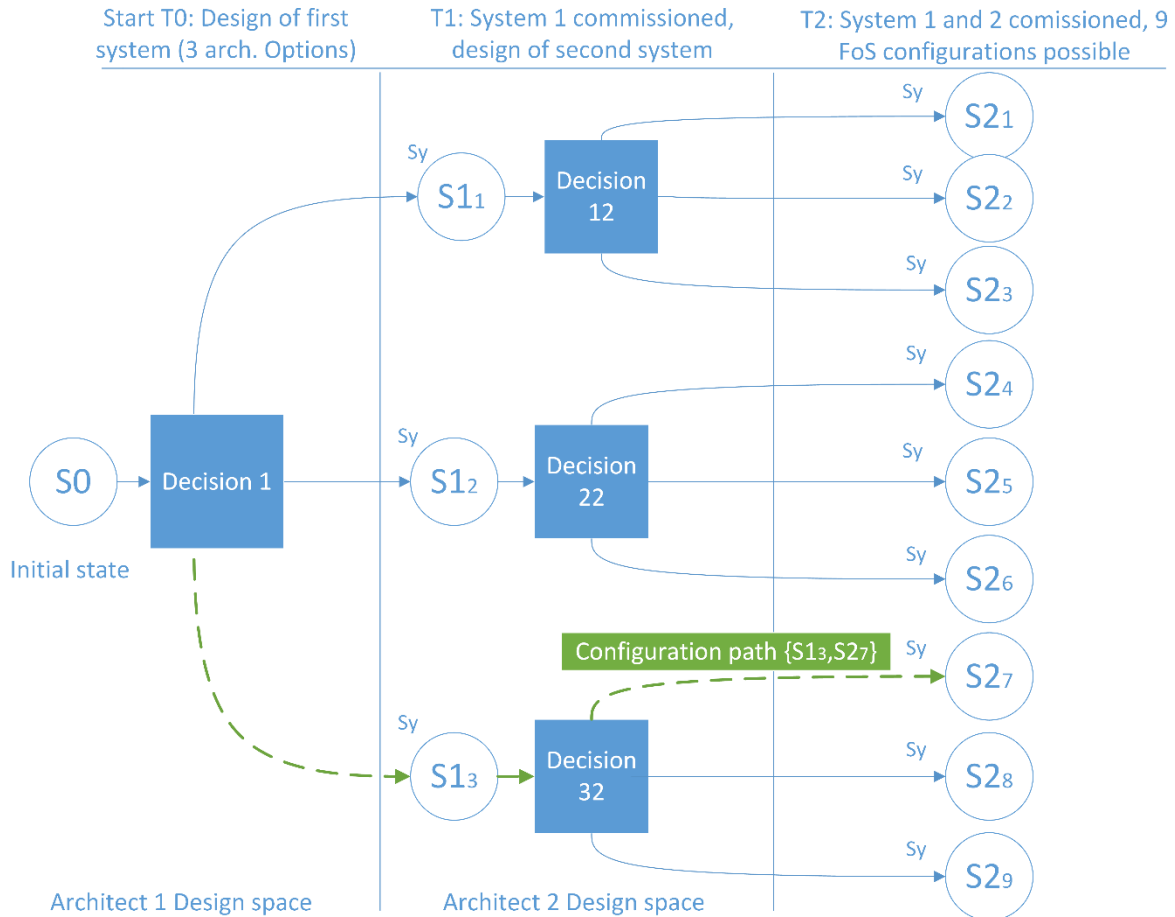 Start T0: Design of first
system (3 arch. Options)
T1: System 1 commissioned,
design of second system
T2: System 1 and 2 comissioned, 9
FoS configurations possible
Sy
S21
Sy
S11
Decision
12
Sy
S22
Sy
S23
Sy
S24
S0
Decision 1
Sy
S12
Decision
22
Sy
S25
Initial state
Sy
S26
Configuration path {S13,S27}
Sy
S27
Sy
S13
Decision
32
Sy
S28
Sy
S29
Architect 1 Design space
Architect 2 Design space